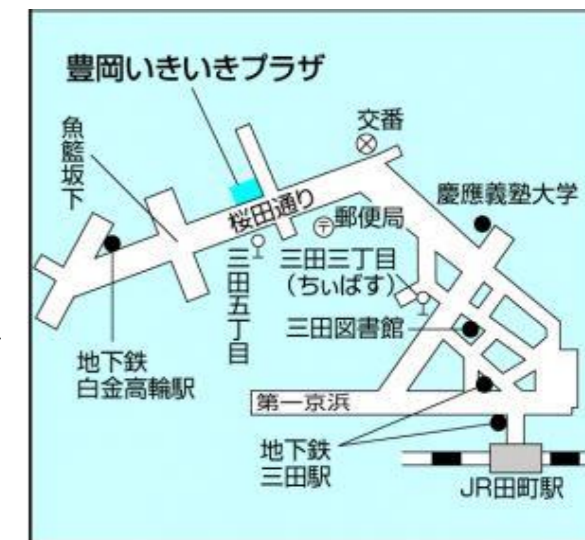 豊岡いきいきプラザ
交番
魚籃坂下
慶應義塾大学
桜田通り
〒郵便局
三田五丁目
三田三丁目
（ちぃばす）
三田図書館
地下鉄
白金高輪駅
第一京浜
地下鉄
三田駅
JR田町駅